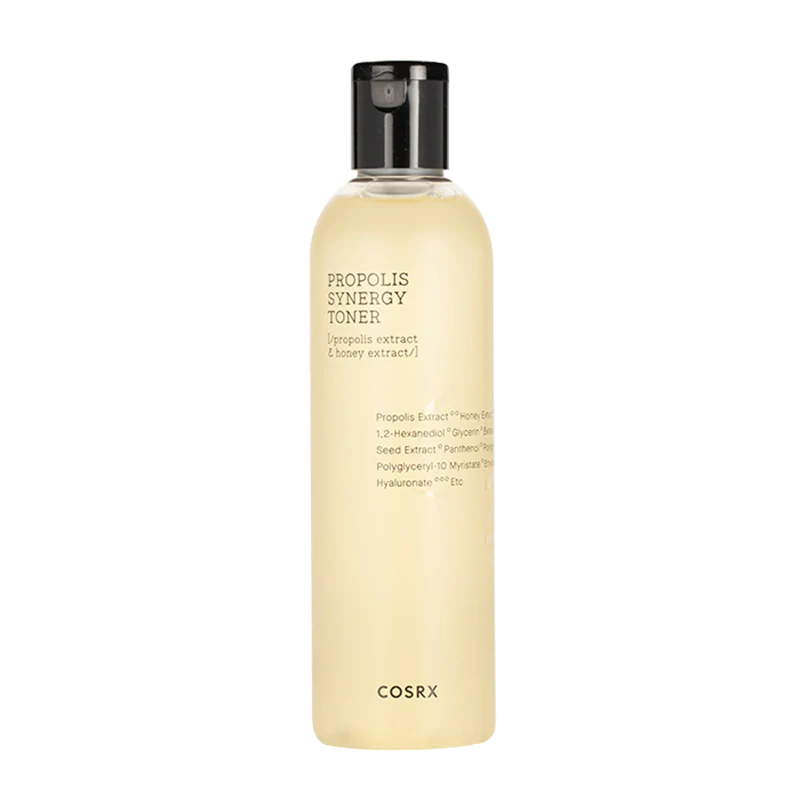 PROPOLIS
SYNERGY
TONER
[/propolis extract
& honey extract/]
Propolis Extract°°Honey
1,2-Hexanediol°Glycerin°
Seed Extract°Panthenol°
Polyglyceryl-10 Myristate°
Hyaluronate°°°Etc
COSRX